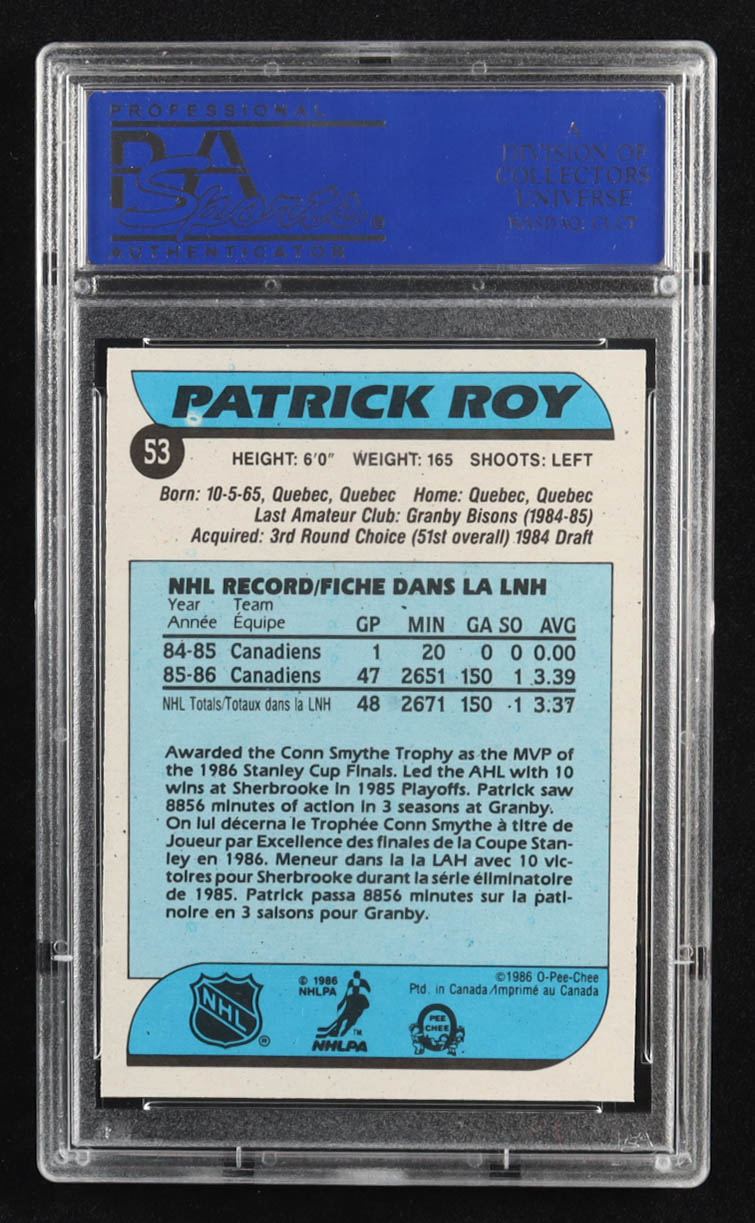 PROFESSIONAL
PSA
Sports
AUTHENTICATOR
A
DIVISION OF
COLLECTORS
UNIVERSE
NASDAQ: CLCT
PATRICK ROY
53
HEIGHT: 6'0" WEIGHT: 165 SHOOTS: LEFT
Born: 10-5-65, Quebec, Quebec Home: Quebec, Quebec
Last Amateur Club: Granby Bisons (1984-85)
Acquired: 3rd Round Choice (51st overall) 1984 Draft
NHL RECORD/FICHE DANS LA LNH
Year Team
Année Équipe GP MIN GA SO AVG
84-85 Canadiens 1 20 0 0 0.00
85-86 Canadiens 47 2651 150 1 3.39
NHL Totals/Totaux dans la LNH 48 2671 150 1 3.37
Awarded the Conn Smythe Trophy as the MVP of
the 1986 Stanley Cup Finals. Led the AHL with 10
wins at Sherbrooke in 1985 Playoffs. Patrick saw
8856 minutes of action in 3 seasons at Granby.
On lui décerna le Trophée Conn Smythe à titre de
Joueur par Excellence des finales de la Coupe Stan-
ley en 1986. Meneur dans la la LAH avec 10 vic-
toires pour Sherbrooke durant la série éliminatoire
de 1985. Patrick passa 8856 minutes sur la pati-
noire en 3 saisons pour Granby.
NHL ®
© 1986
NHLPA
TM
NHLPA
PEE
CHEE
©1986 O-Pee-Chee
Ptd. in Canada/Imprimé au Canada